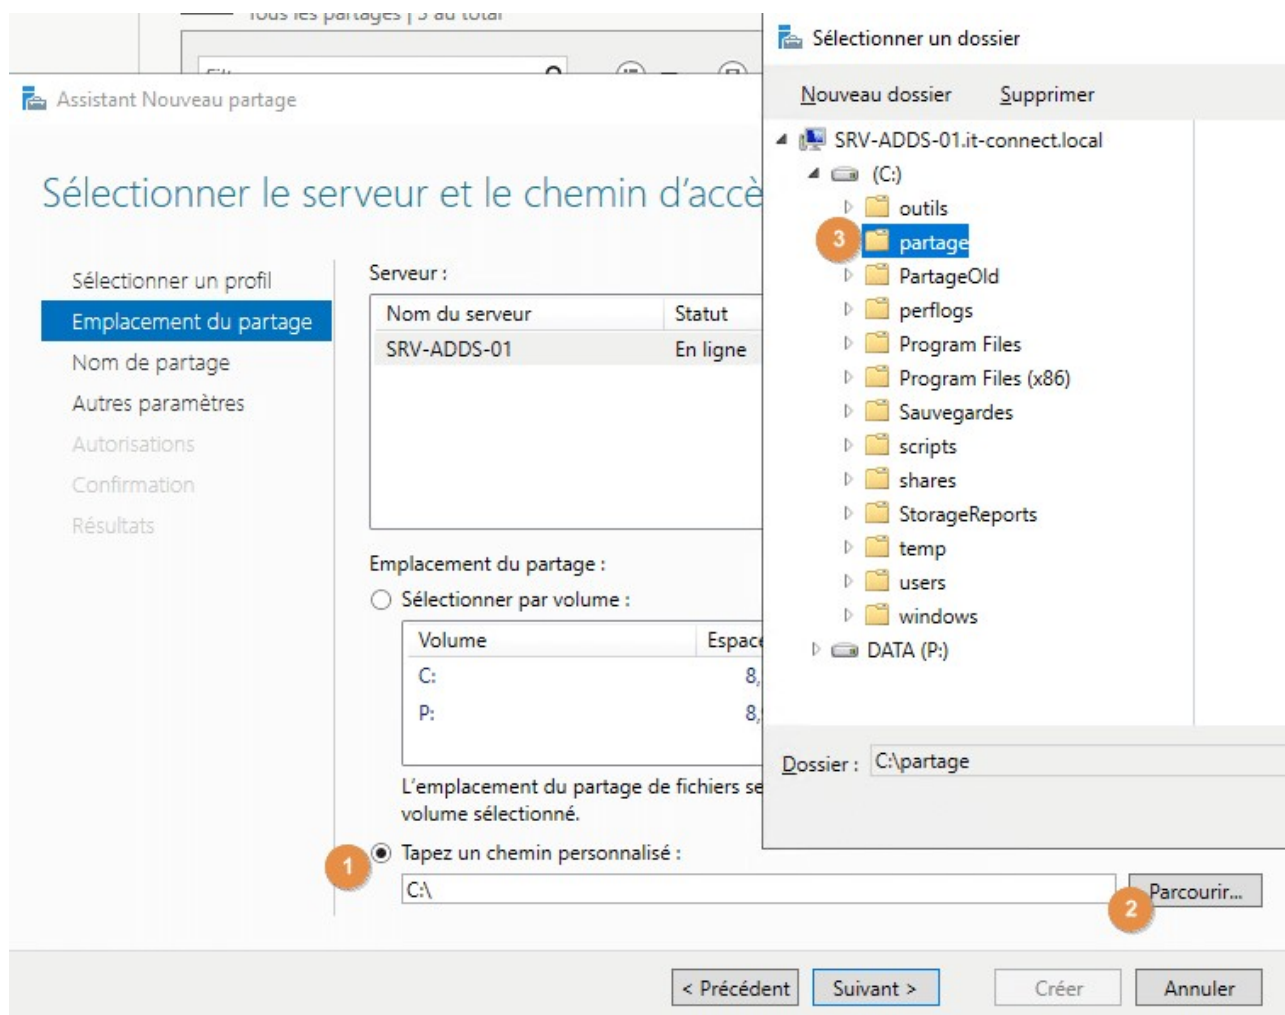 Tous les partages | 3 au total
Assistant Nouveau partage
Sélectionner le serveur et le chemin d'accè
Sélectionner un profil
Emplacement du partage
Nom de partage
Autres paramètres
Autorisations
Confirmation
Résultats
Serveur :
Nom du serveur Statut
SRV-ADDS-01 En ligne
Emplacement du partage :
Sélectionner par volume :
Volume Espace
C: 8,
P: 8,
L'emplacement du partage de fichiers se
volume sélectionné.
1
Tapez un chemin personnalisé :
C:\
Parcourir...
2
< Précédent
Suivant >
Créer
Annuler
Sélectionner un dossier
Nouveau dossier Supprimer
SRV-ADDS-01.it-connect.local
(C:)
outils
3
partage
PartageOld
perflogs
Program Files
Program Files (x86)
Sauvegardes
scripts
shares
StorageReports
temp
users
windows
DATA (P:)
Dossier : C:\partage